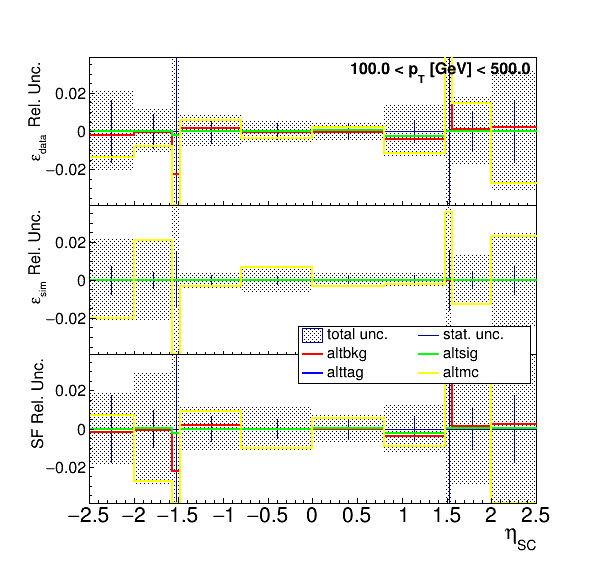 100.0 < p_T [GeV] < 500.0
ε_data Rel. Unc.
0.02
0
−0.02
ε_sim Rel. Unc.
0.02
0
−0.02
total unc. stat. unc.
altbkg altsig
alttag altmc
SF Rel. Unc.
0.02
0
−0.02
−2.5 −2 −1.5 −1 −0.5 0 0.5 1 1.5 2 2.5
η_SC